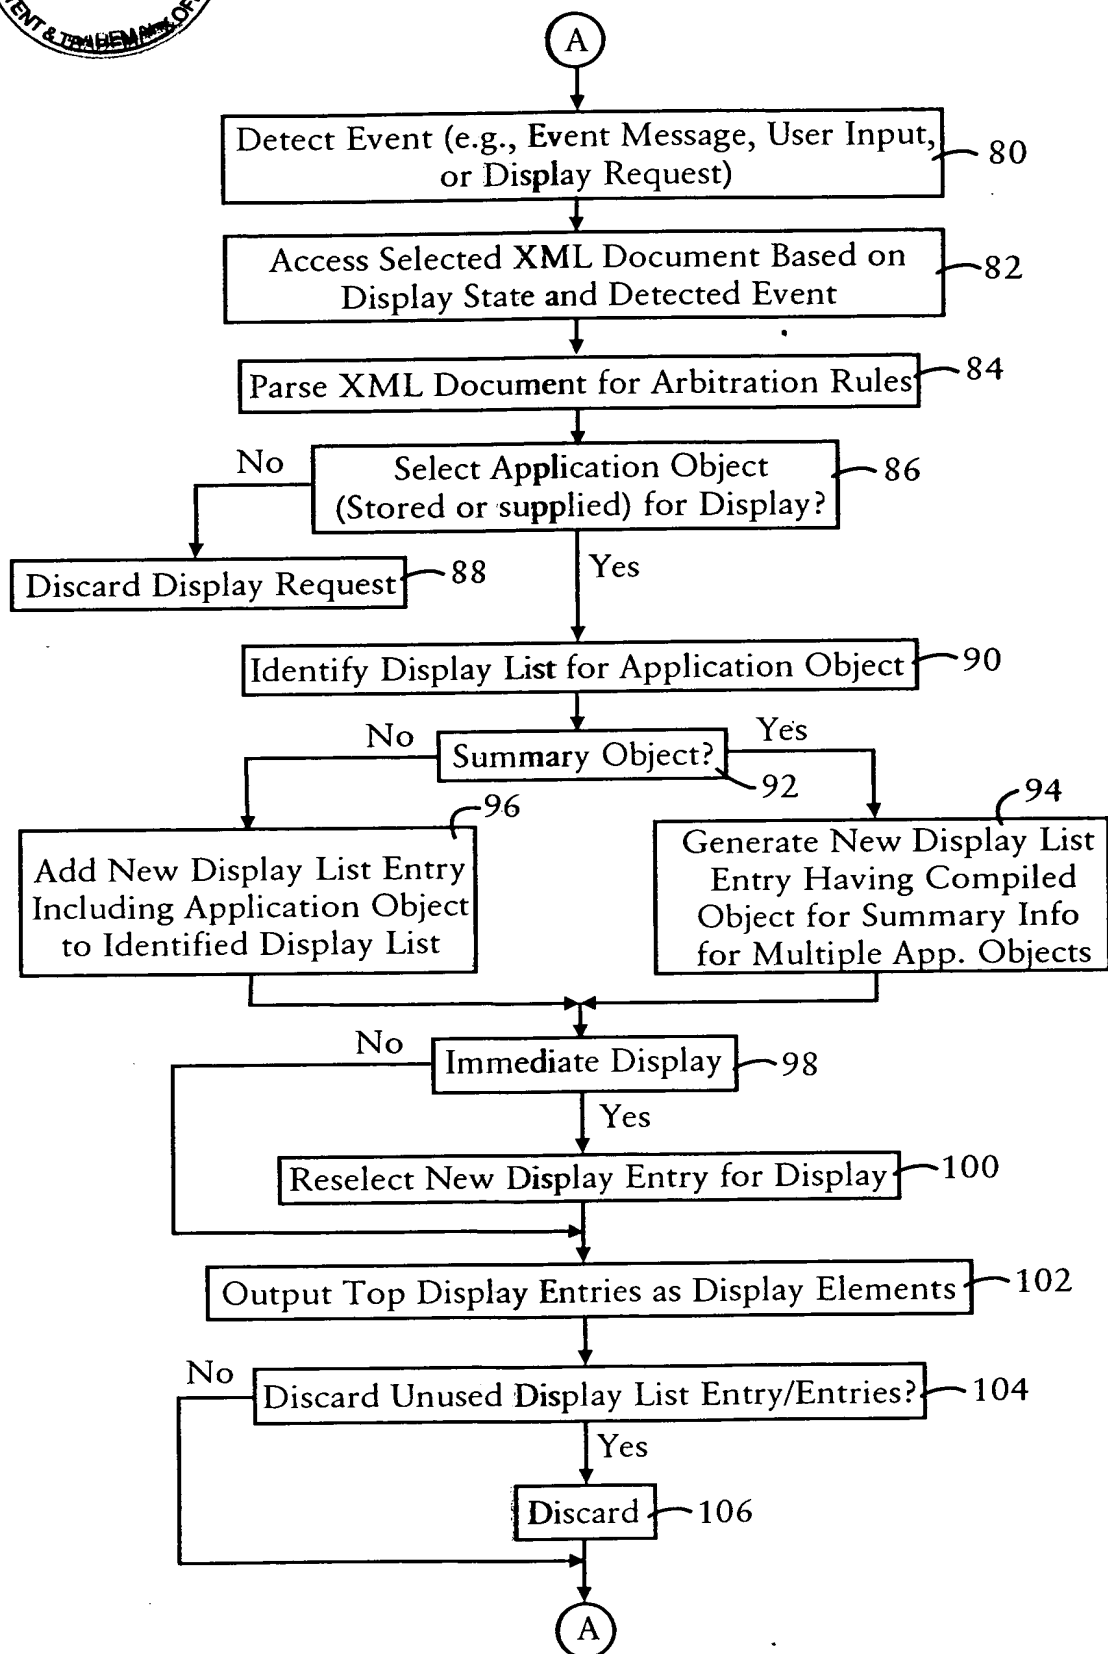 TENT & TRADEMARK OF
A
Detect Event (e.g., Event Message, User Input,
or Display Request)
80
Access Selected XML Document Based on
Display State and Detected Event
82
Parse XML Document for Arbitration Rules
84
No
Select Application Object
(Stored or supplied) for Display?
86
Discard Display Request
88
Yes
Identify Display List for Application Object
90
No
Summary Object?
Yes
92
96
94
Add New Display List Entry
Including Application Object
to Identified Display List
Generate New Display List
Entry Having Compiled
Object for Summary Info
for Multiple App. Objects
No
Immediate Display
98
Yes
Reselect New Display Entry for Display
100
Output Top Display Entries as Display Elements
102
No
Discard Unused Display List Entry/Entries?
104
Yes
Discard
106
A